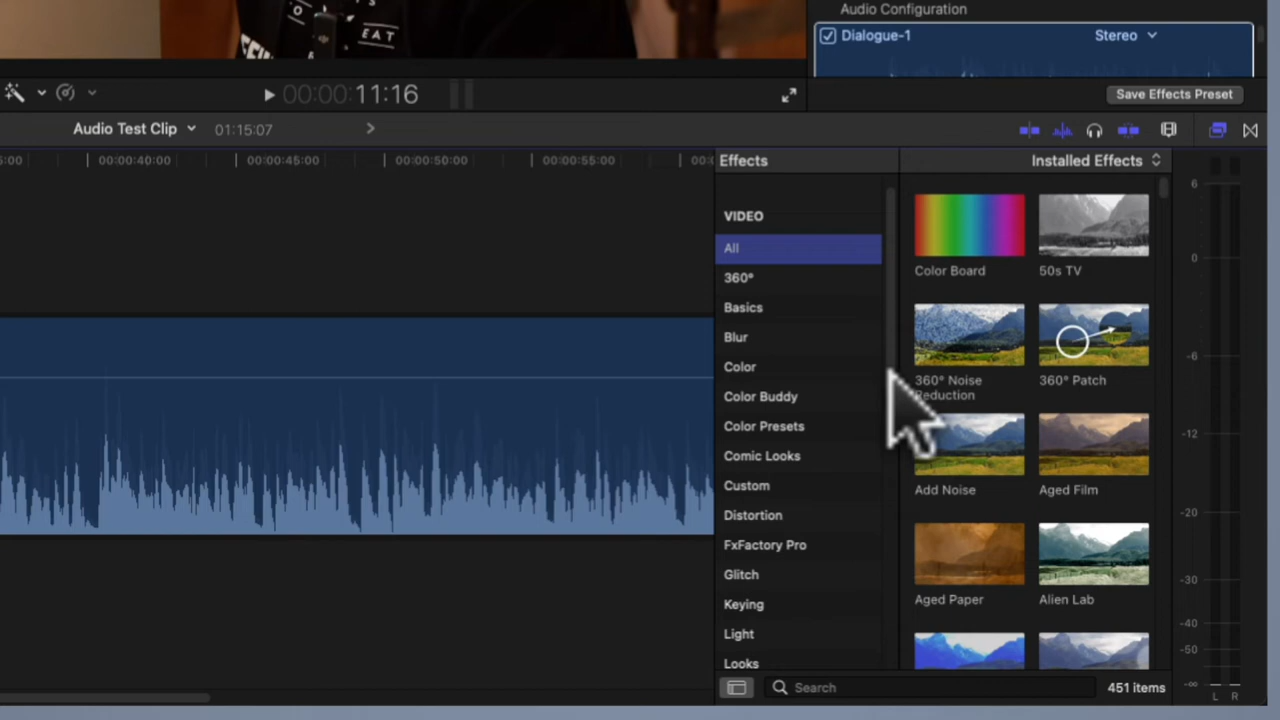 EAT
Audio Configuration
Dialogue-1
Stereo
00:00:11:16
Save Effects Preset
Audio Test Clip
01:15:07
00:00:40:00
00:00:45:00
00:00:50:00
00:00:55:00
Effects
Installed Effects
VIDEO
All
360°
Basics
Blur
Color
Color Buddy
Color Presets
Comic Looks
Custom
Distortion
FxFactory Pro
Glitch
Keying
Light
Looks
Color Board
50s TV
360° Noise
Reduction
360° Patch
Add Noise
Aged Film
Aged Paper
Alien Lab
6
0
-6
-12
-20
-30
-40
-50
-∞
L R
Search
451 items